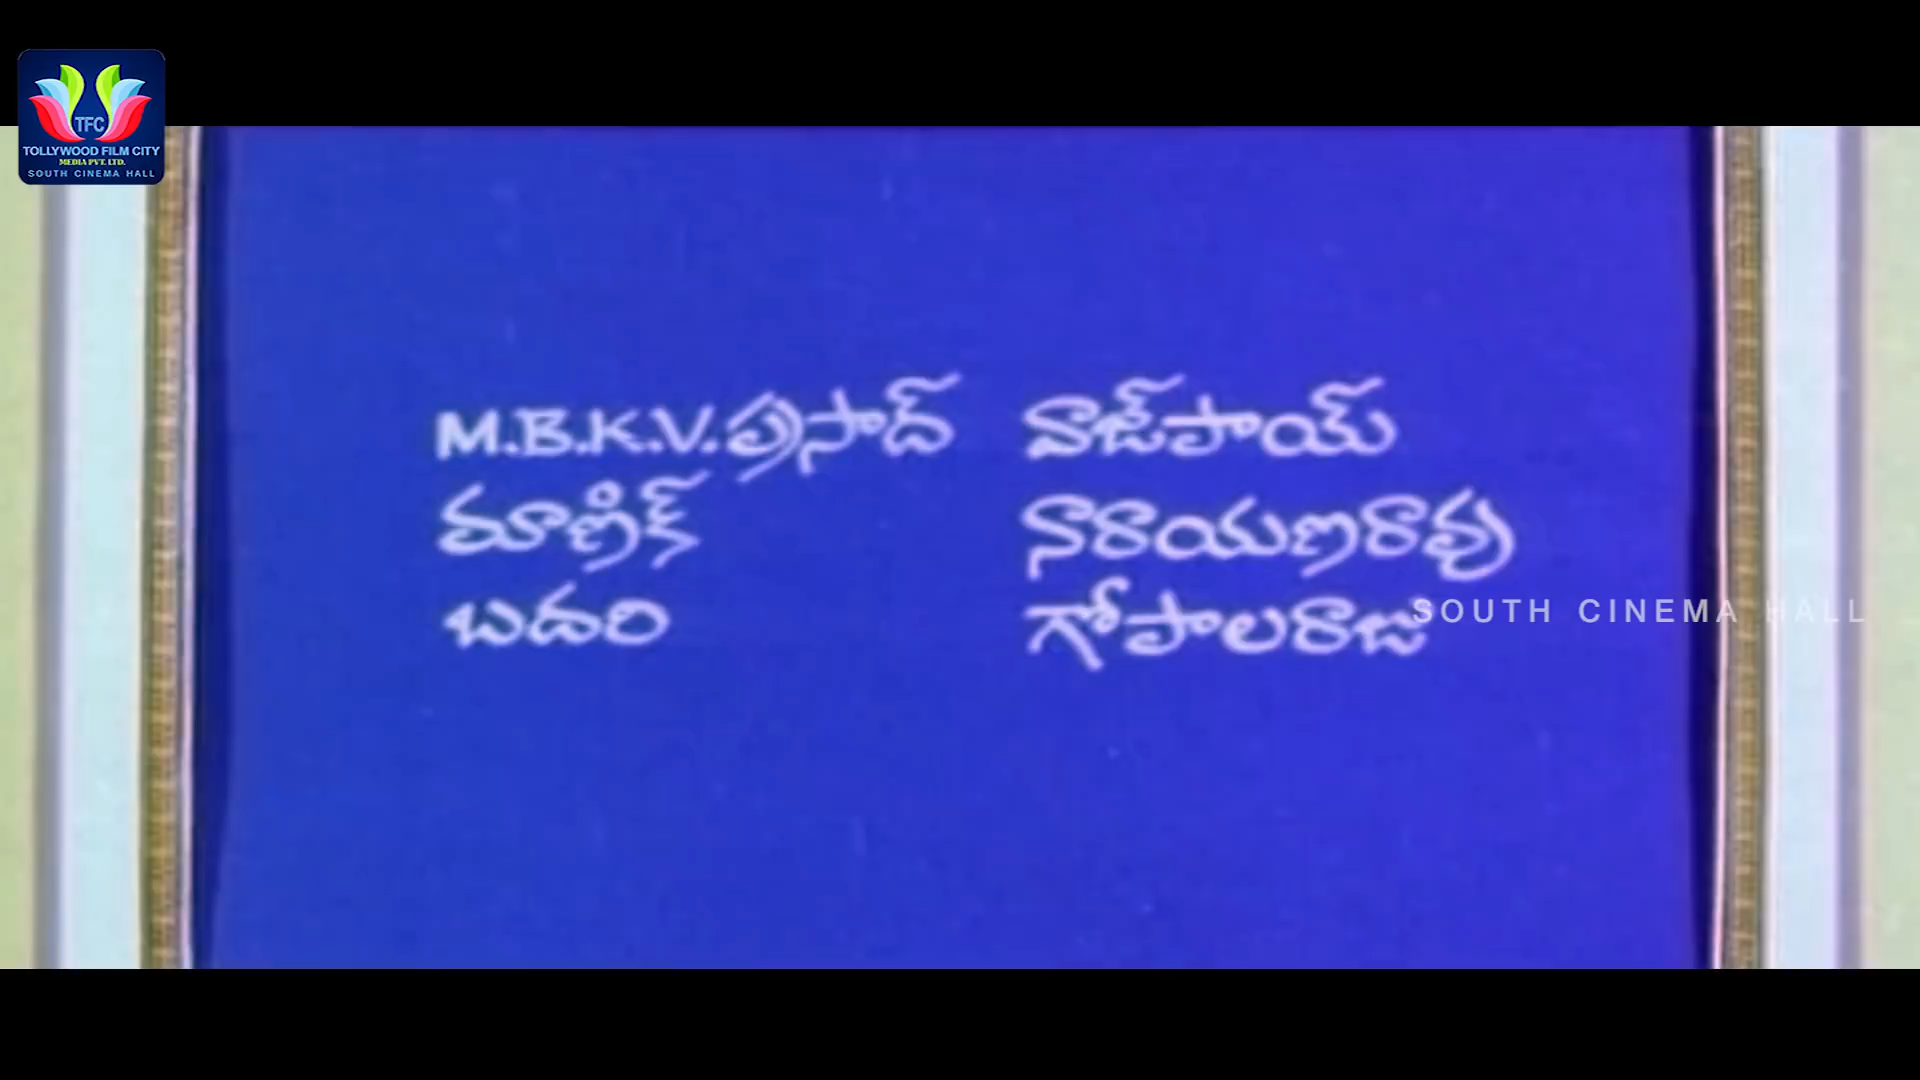 TFC
TOLLYWOOD FILM CITY
MEDIA PVT. LTD.
SOUTH CINEMA HALL
M.B.K.V.ప్రసాద్ వాజ్‌పాయ్
మాణిక్ నారాయణరావు
బదరి గోపాలరాజు
SOUTH CINEMA HALL